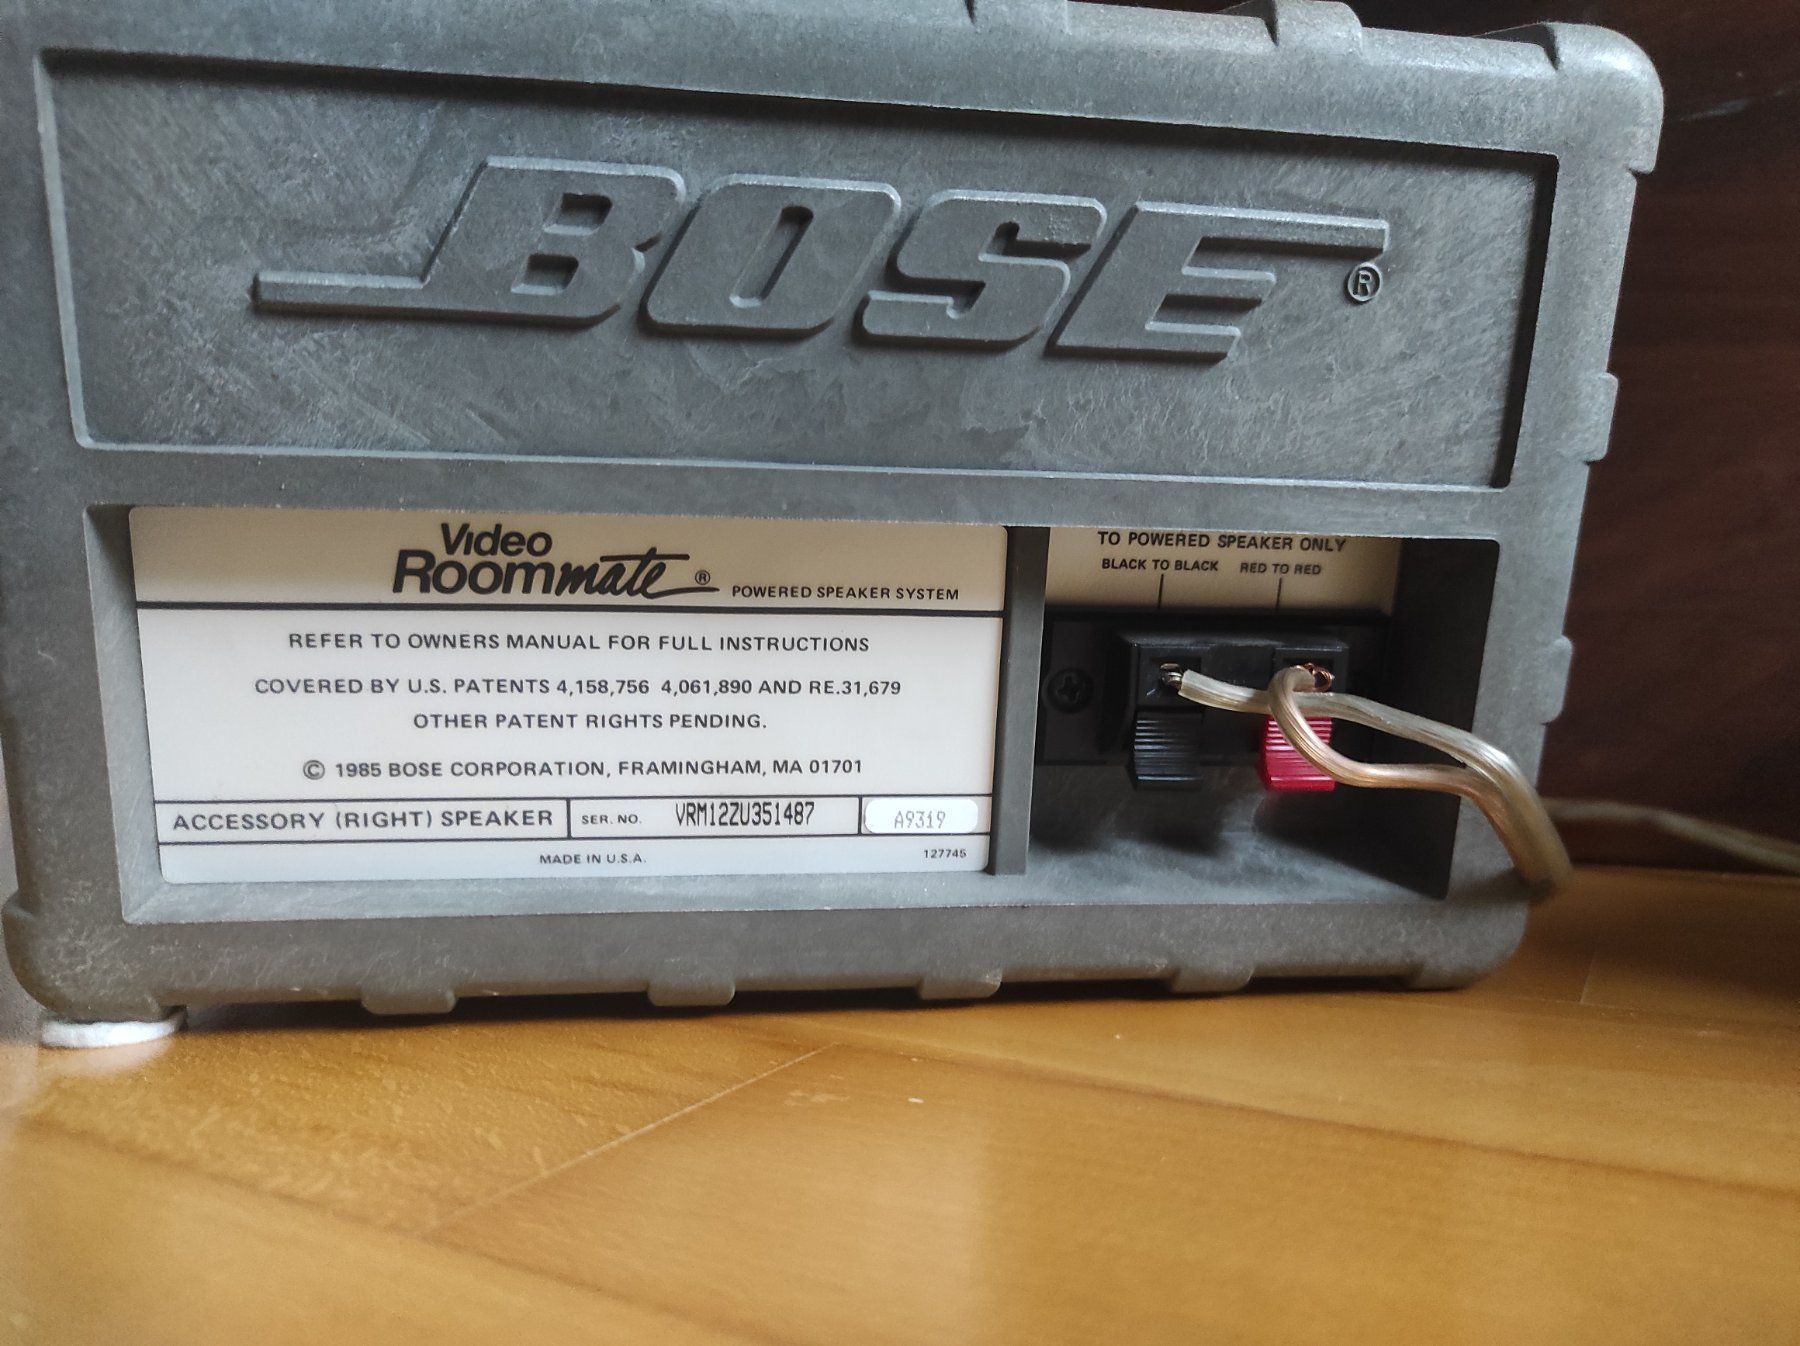 BOSE®
Video
Roommate® POWERED SPEAKER SYSTEM
REFER TO OWNERS MANUAL FOR FULL INSTRUCTIONS
COVERED BY U.S. PATENTS 4,158,756 4,061,890 AND RE.31,679
OTHER PATENT RIGHTS PENDING.
© 1985 BOSE CORPORATION, FRAMINGHAM, MA 01701
ACCESSORY (RIGHT) SPEAKER SER. NO. VRM12ZU351487 A9319
MADE IN U.S.A. 127745
TO POWERED SPEAKER ONLY
BLACK TO BLACK RED TO RED